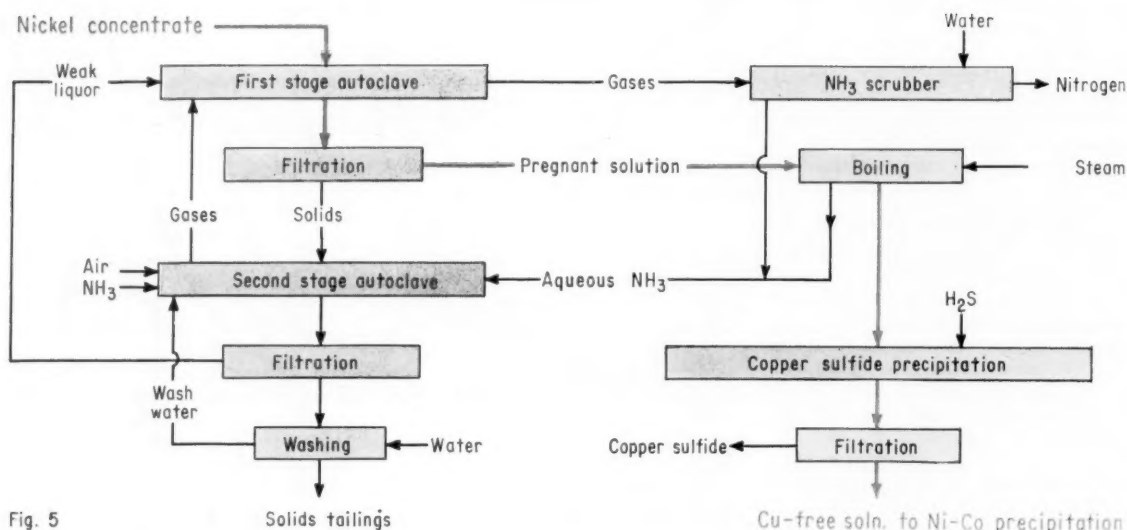 Nickel concentrate
Water
Weak liquor
First stage autoclave
Gases
NH₃ scrubber
Nitrogen
Filtration
Pregnant solution
Boiling
Steam
Gases
Solids
Air
NH₃
Second stage autoclave
Aqueous NH₃
H₂S
Filtration
Copper sulfide precipitation
Wash water
Washing
Water
Copper sulfide
Filtration
Fig. 5
Solids tailings
Cu-free soln. to Ni-Co precipitation